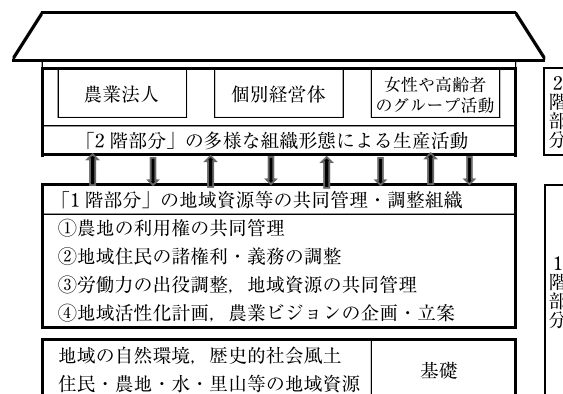 農業法人
個別経営体
女性や高齢者
のグループ活動
「2階部分」の多様な組織形態による生産活動
2階部分
「1階部分」の地域資源等の共同管理・調整組織
①農地の利用権の共同管理
②地域住民の諸権利・義務の調整
③労働力の出役調整，地域資源の共同管理
④地域活性化計画，農業ビジョンの企画・立案
1階部分
地域の自然環境，歴史的社会風土
住民・農地・水・里山等の地域資源
基礎